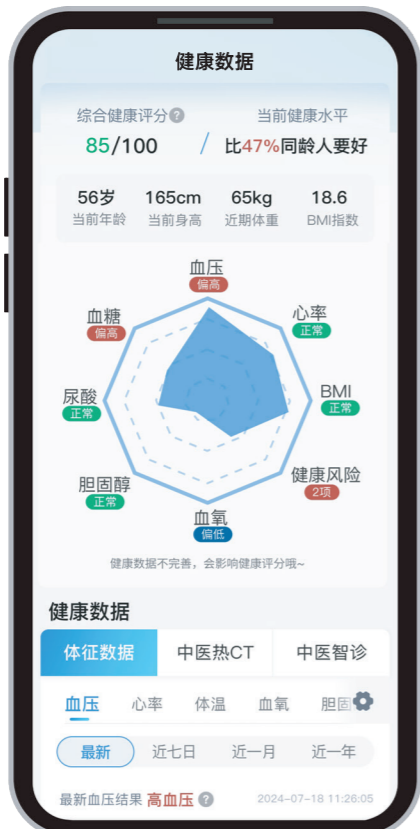 健康数据
综合健康评分? 当前健康水平
85/100 / 比47%同龄人要好
56岁 165cm 65kg 18.6
当前年龄 当前身高 近期体重 BMI指数
血压
偏高
血糖 心率
偏高 正常
尿酸 BMI
正常 正常
胆固醇 健康风险
正常 2项
血氧
偏低
健康数据不完善，会影响健康评分哦~
健康数据
体征数据 中医热CT 中医智诊
血压 心率 体温 血氧 胆固
最新 近七日 近一月 近一年
最新血压结果 高血压 ? 2024-07-18 11:26:05